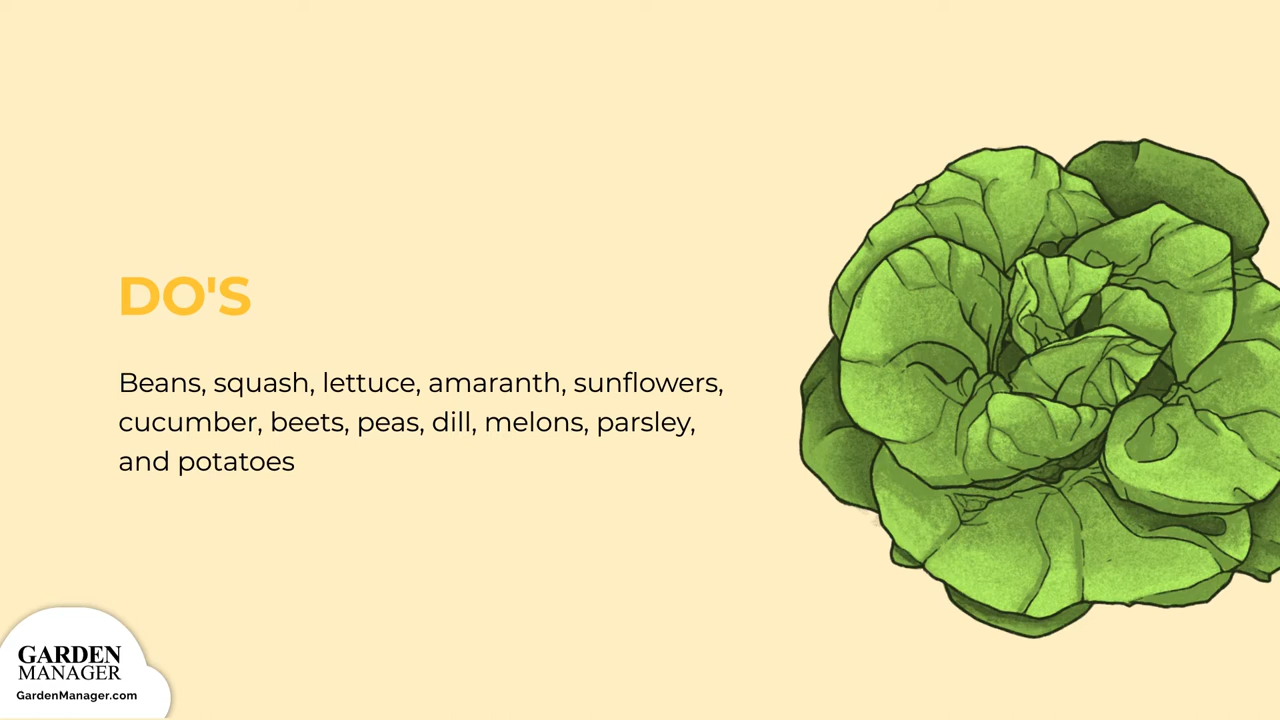 DO'S
Beans, squash, lettuce, amaranth, sunflowers,
cucumber, beets, peas, dill, melons, parsley,
and potatoes
GARDEN
MANAGER
GardenManager.com